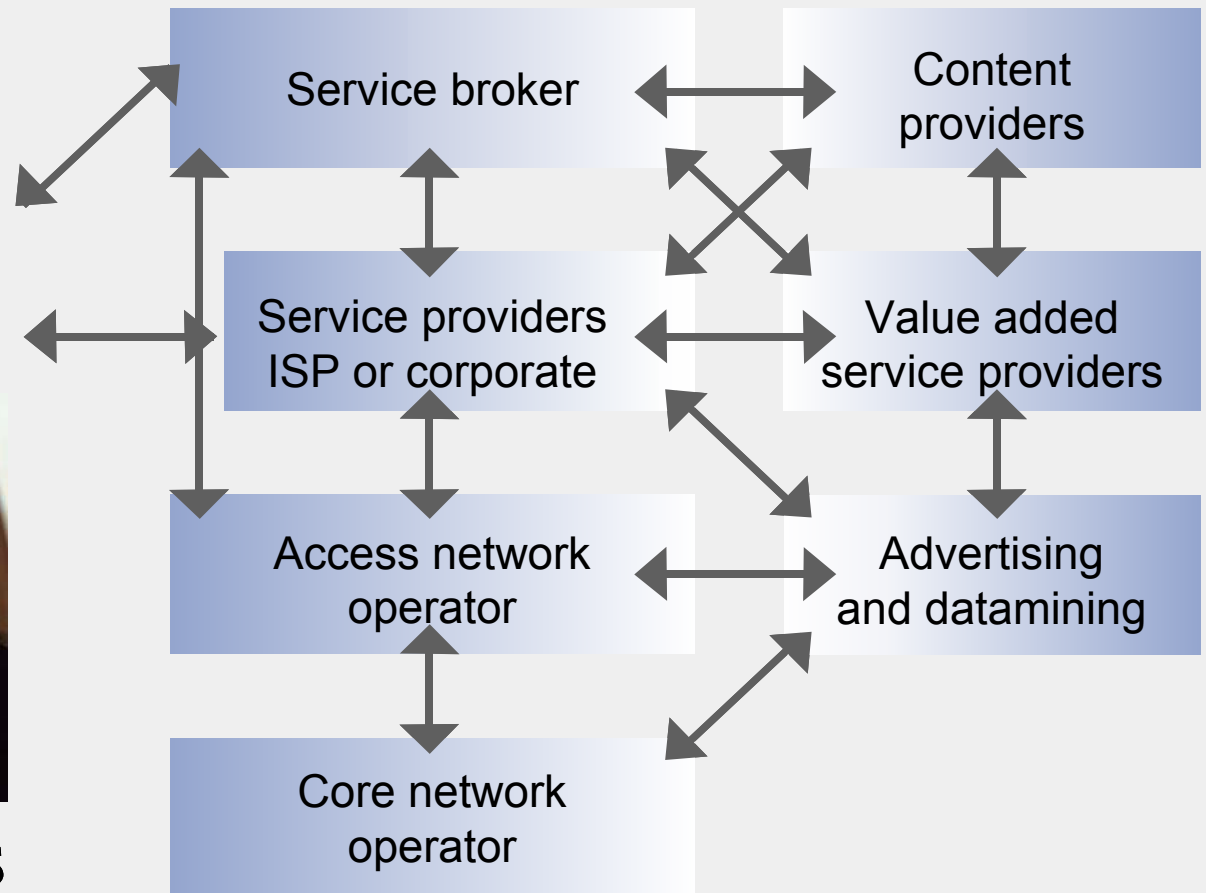 Service broker
Content
providers
Service providers
ISP or corporate
Value added
service providers
Access network
operator
Advertising
and datamining
Core network
operator
s